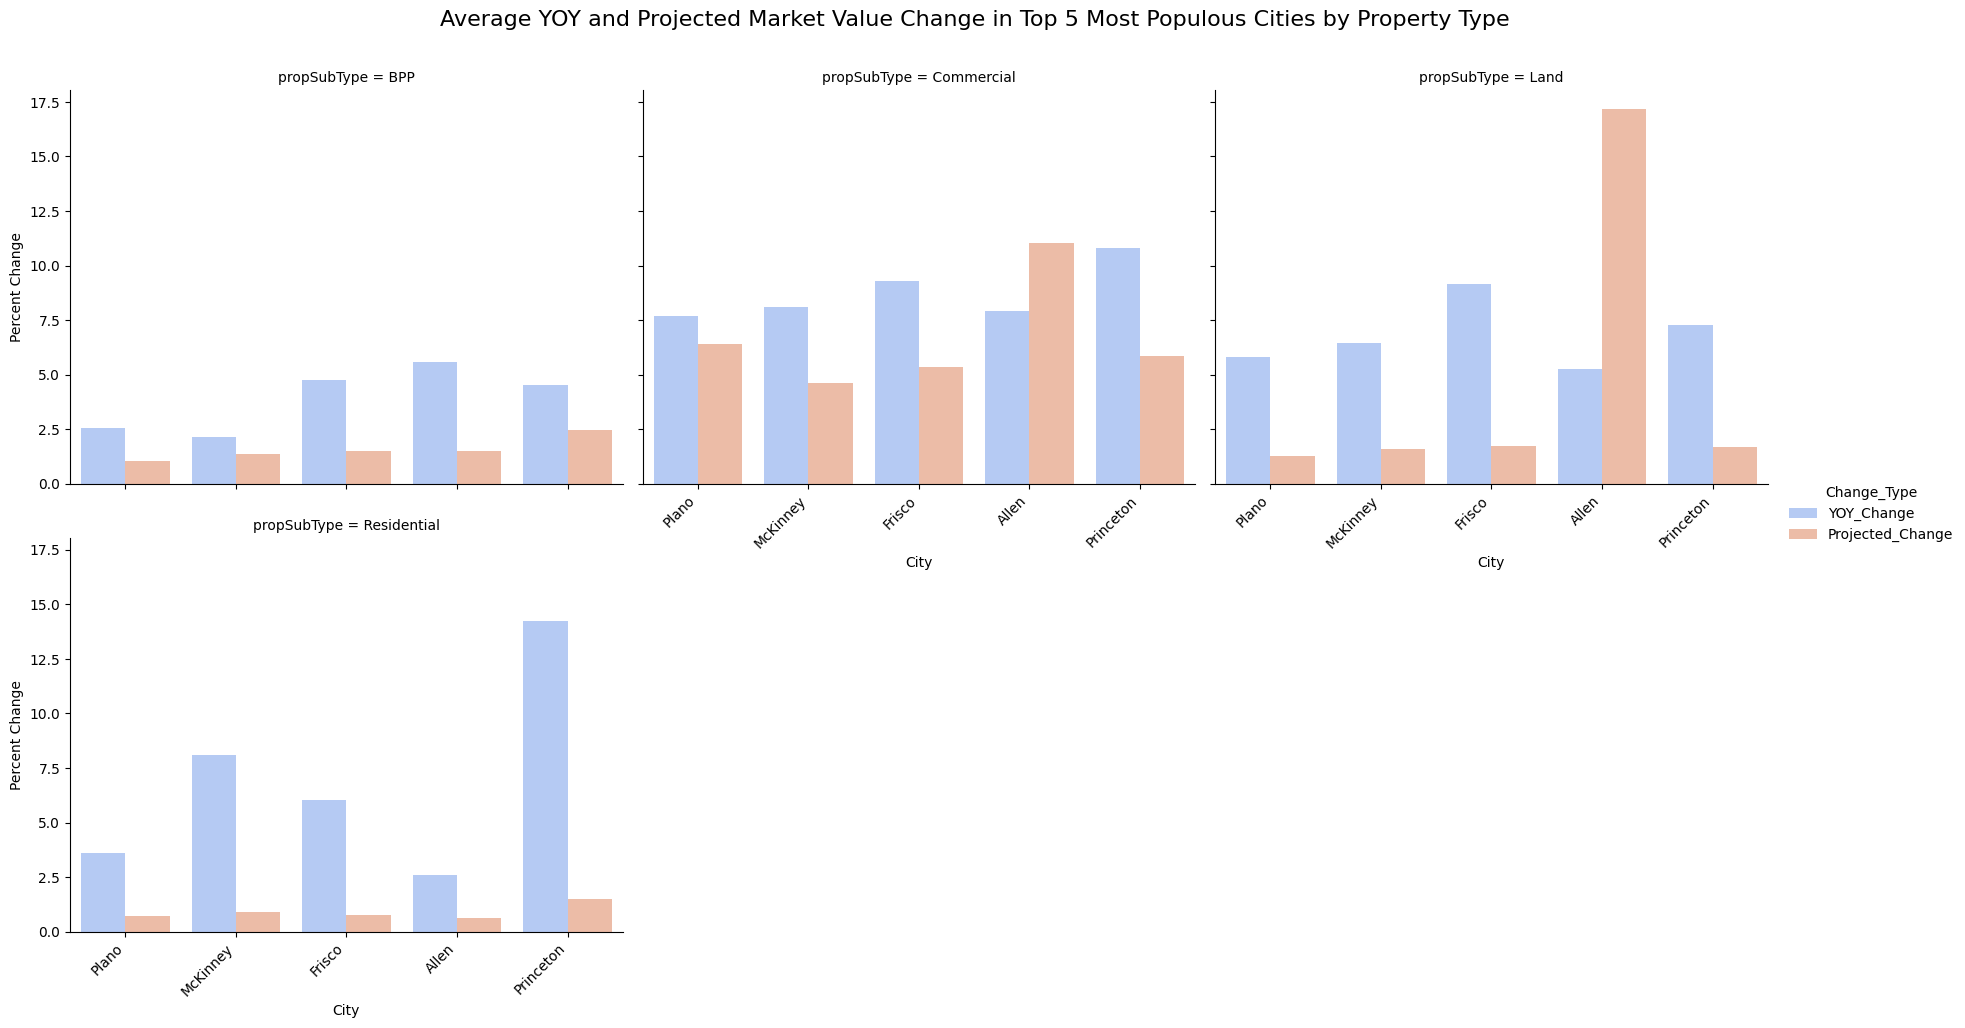 Average YOY and Projected Market Value Change in Top 5 Most Populous Cities by Property Type
propSubType = BPP
17.5
15.0
12.5
10.0
7.5
5.0
2.5
0.0
Percent Change
propSubType = Commercial
Plano
McKinney
Frisco
Allen
Princeton
City
propSubType = Land
Plano
McKinney
Frisco
Allen
Princeton
City
Change_Type
YOY_Change
Projected_Change
propSubType = Residential
17.5
15.0
12.5
10.0
7.5
5.0
2.5
0.0
Percent Change
Plano
McKinney
Frisco
Allen
Princeton
City